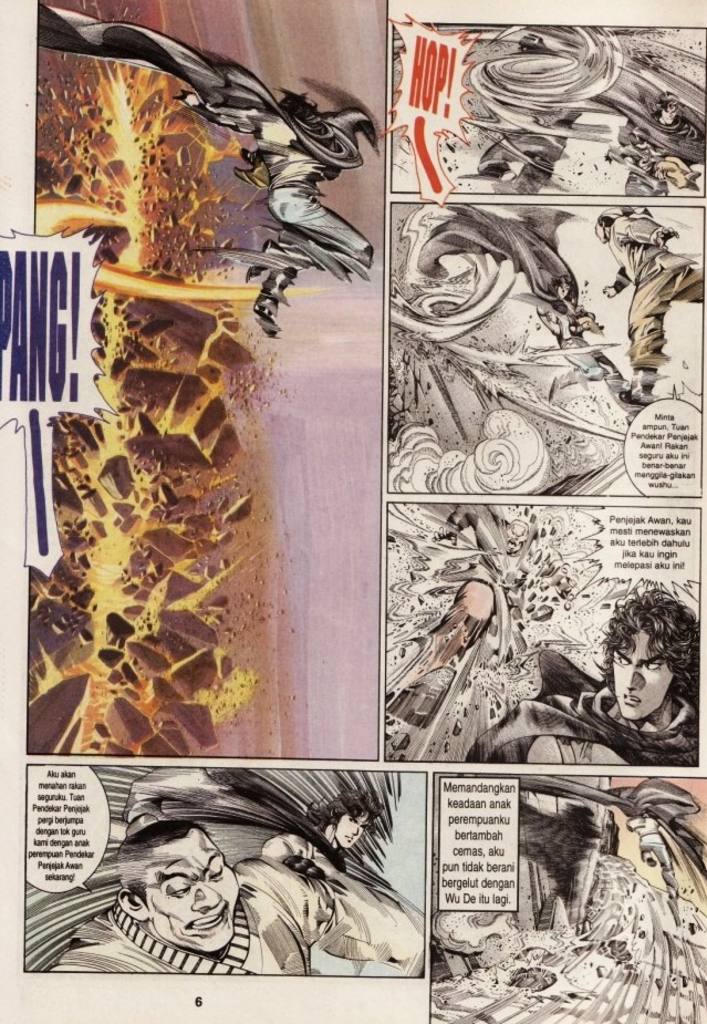 PANG!
HOP!
Minta
ampun, Tuan
Pendekar Penjejak
Awan! Rakan
seguru aku ini
benar-benar
menggila-gilakan
wushu...
Penjejak Awan, kau
mesti menewaskan
aku terlebih dahulu
jika kau ingin
melepasi aku ini!
Aku akan
menahan rakan
seguruku. Tuan
Pendekar Penjejak
pergi berjumpa
dengan tok guru
kami dengan anak
perempuan Pendekar
Penjejak Awan
sekarang!
Memandangkan
keadaan anak
perempuanku
bertambah
cemas, aku
pun tidak berani
bergelut dengan
Wu De itu lagi.
6